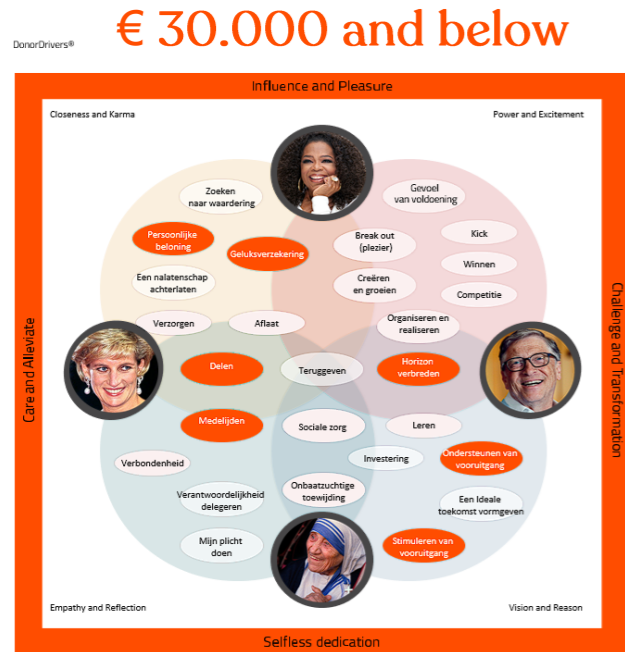 € 30.000 and below
DonorDrivers®
Influence and Pleasure
Closeness and Karma
Power and Excitement
Zoeken
naar waardering
Gevoel
van voldoening
Persoonlijke
beloning
Geluksverzekering
Break out
(plezier)
Kick
Winnen
Een nalatenschap
achterlaten
Creëren
en groeien
Competitie
Verzorgen
Aflaat
Organiseren en
realiseren
Care and Alleviate
Challenge and Transformation
Delen
Teruggeven
Horizon
verbreden
Medelijden
Sociale zorg
Leren
Verbondenheid
Investering
Ondersteunen van
vooruitgang
Verantwoordelijkheid
delegeren
Onbaatzuchtige
toewijding
Een Ideale
toekomst vormgeven
Mijn plicht
doen
Stimuleren van
vooruitgang
Empathy and Reflection
Vision and Reason
Selfless dedication